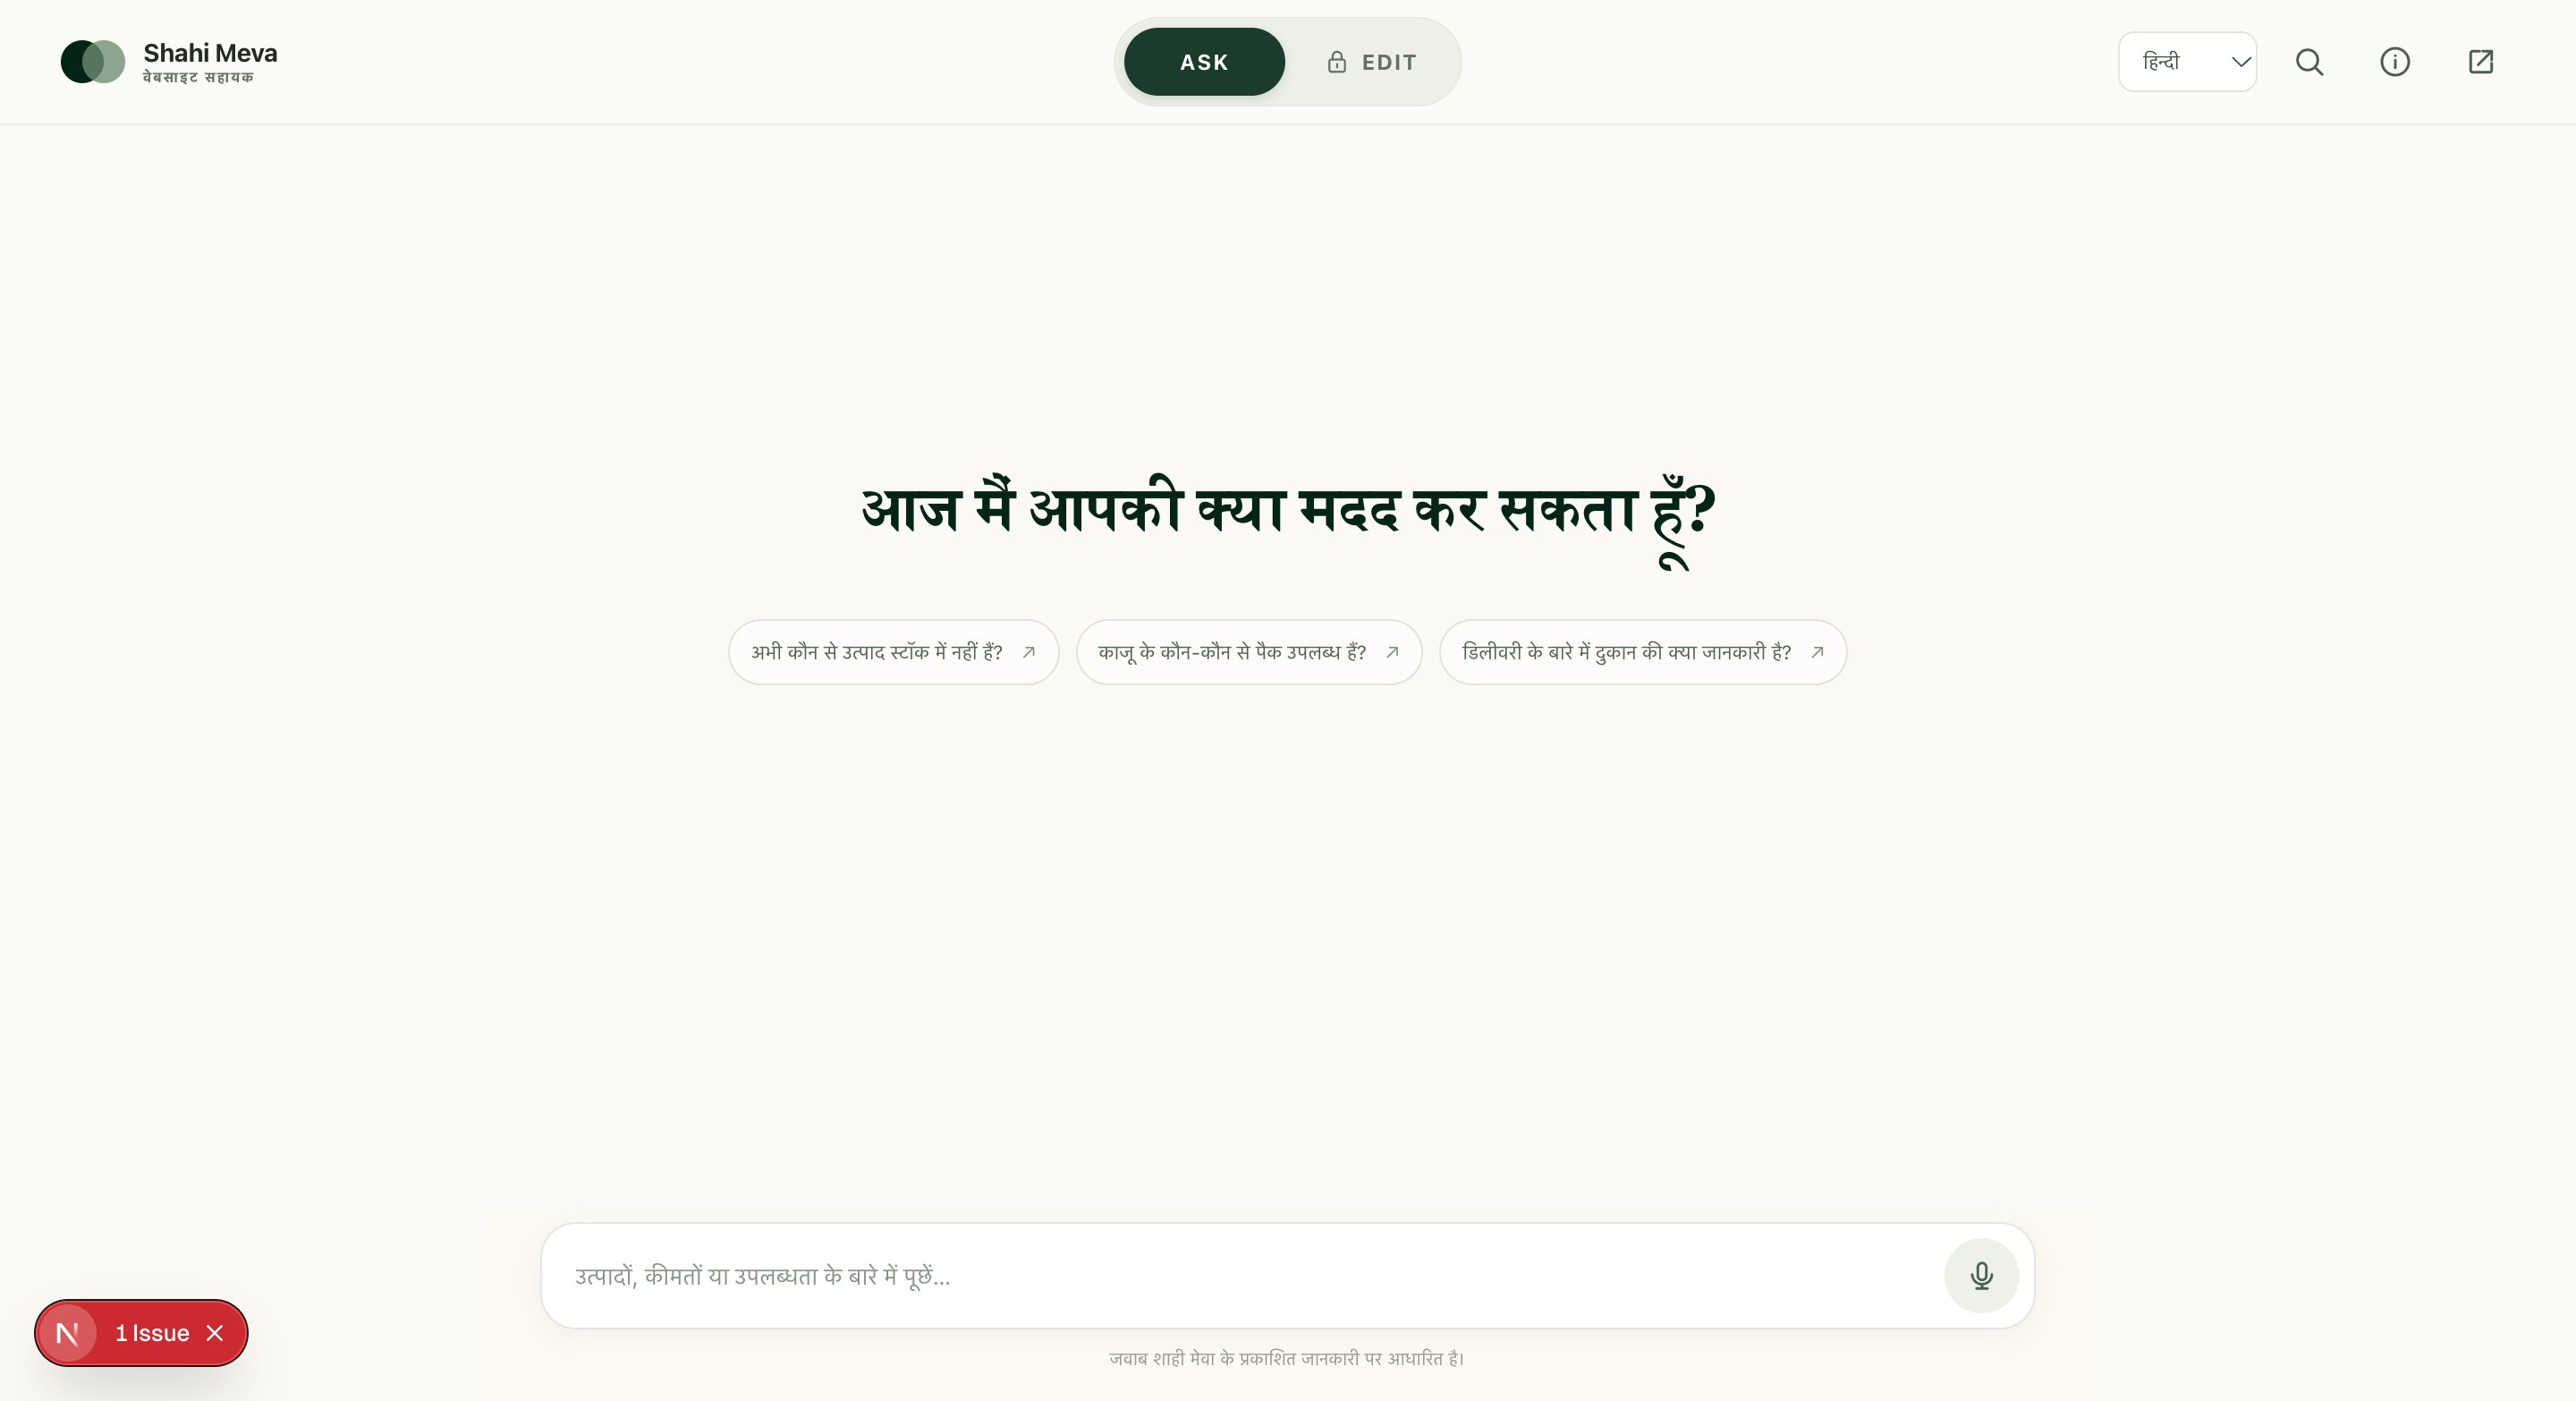 Shahi Meva
वेबसाइट सहायक
ASK
EDIT
हिन्दी
आज मैं आपकी क्या मदद कर सकता हूँ?
अभी कौन से उत्पाद स्टॉक में नहीं हैं?
काजू के कौन-कौन से पैक उपलब्ध हैं?
डिलीवरी के बारे में दुकान की क्या जानकारी है?
उत्पादों, कीमतों या उपलब्धता के बारे में पूछें...
N 1 Issue
जवाब शाही मेवा के प्रकाशित जानकारी पर आधारित है।